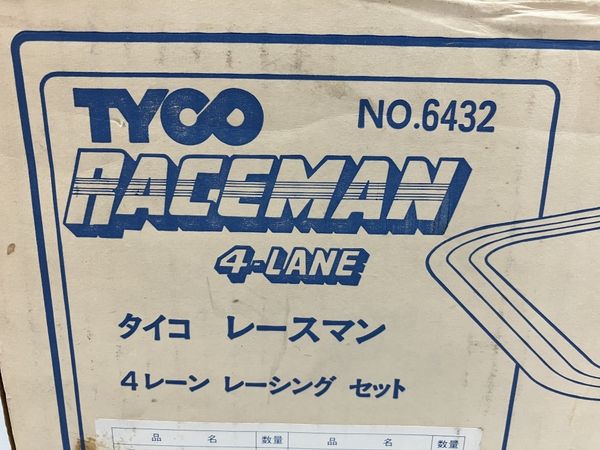 TYCO NO.6432
RACEMAN
4-LANE
タイコ レースマン
4レーン レーシング セット
品 名 数量 品 名 数量